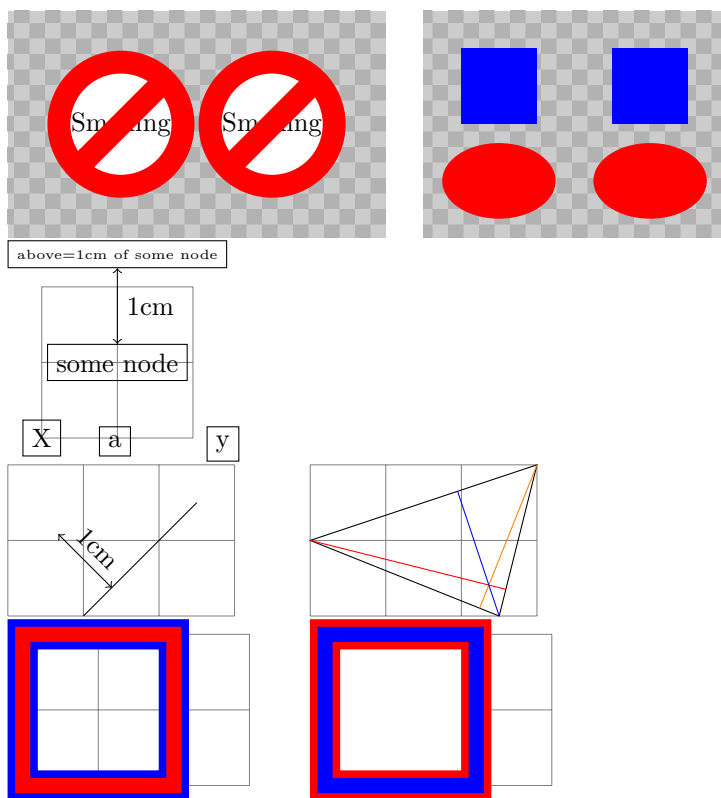 Smoking Smoking
above=1cm of some node
1cm
some node
X a y
1cm